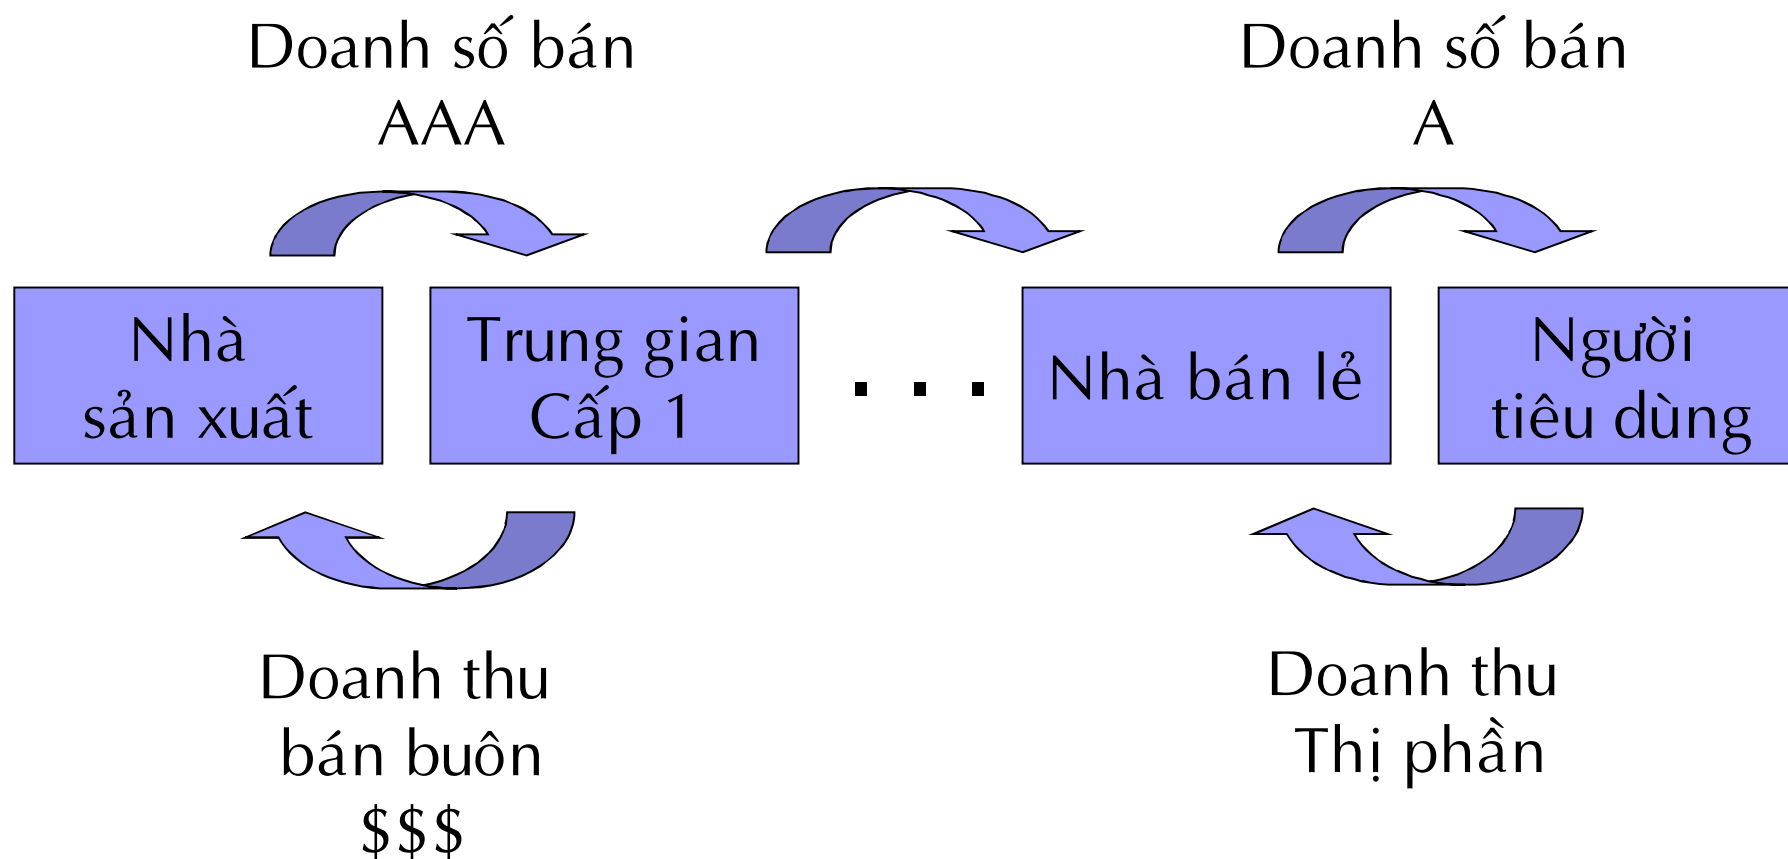 Doanh số bán
AAA
Doanh số bán
A
Nhà
sản xuất
Trung gian
Cấp 1
. . .
Nhà bán lẻ
Người
tiêu dùng
Doanh thu
bán buôn
$$$
Doanh thu
Thị phần